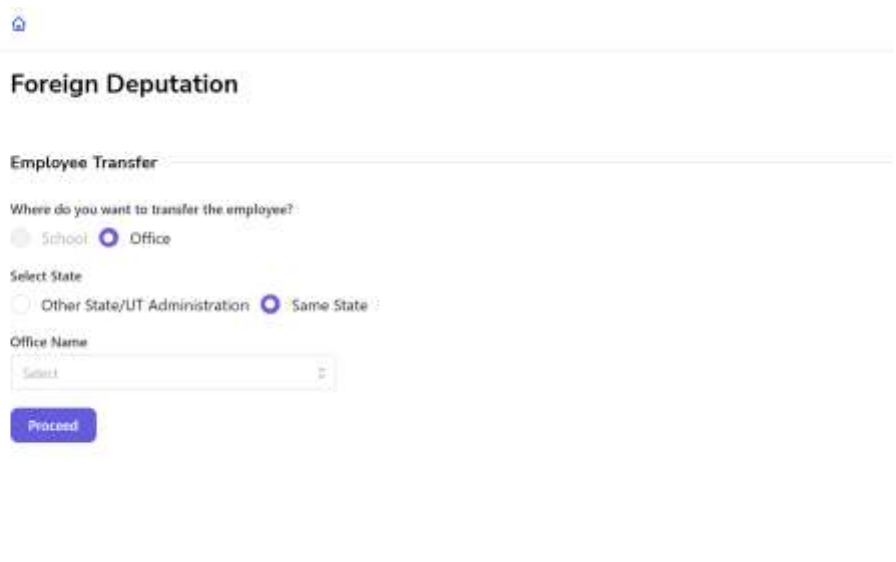 Foreign Deputation
Employee Transfer
Where do you want to transfer the employee?
School Office
Select State
Other State/UT Administration Same State
Office Name
Select
Proceed